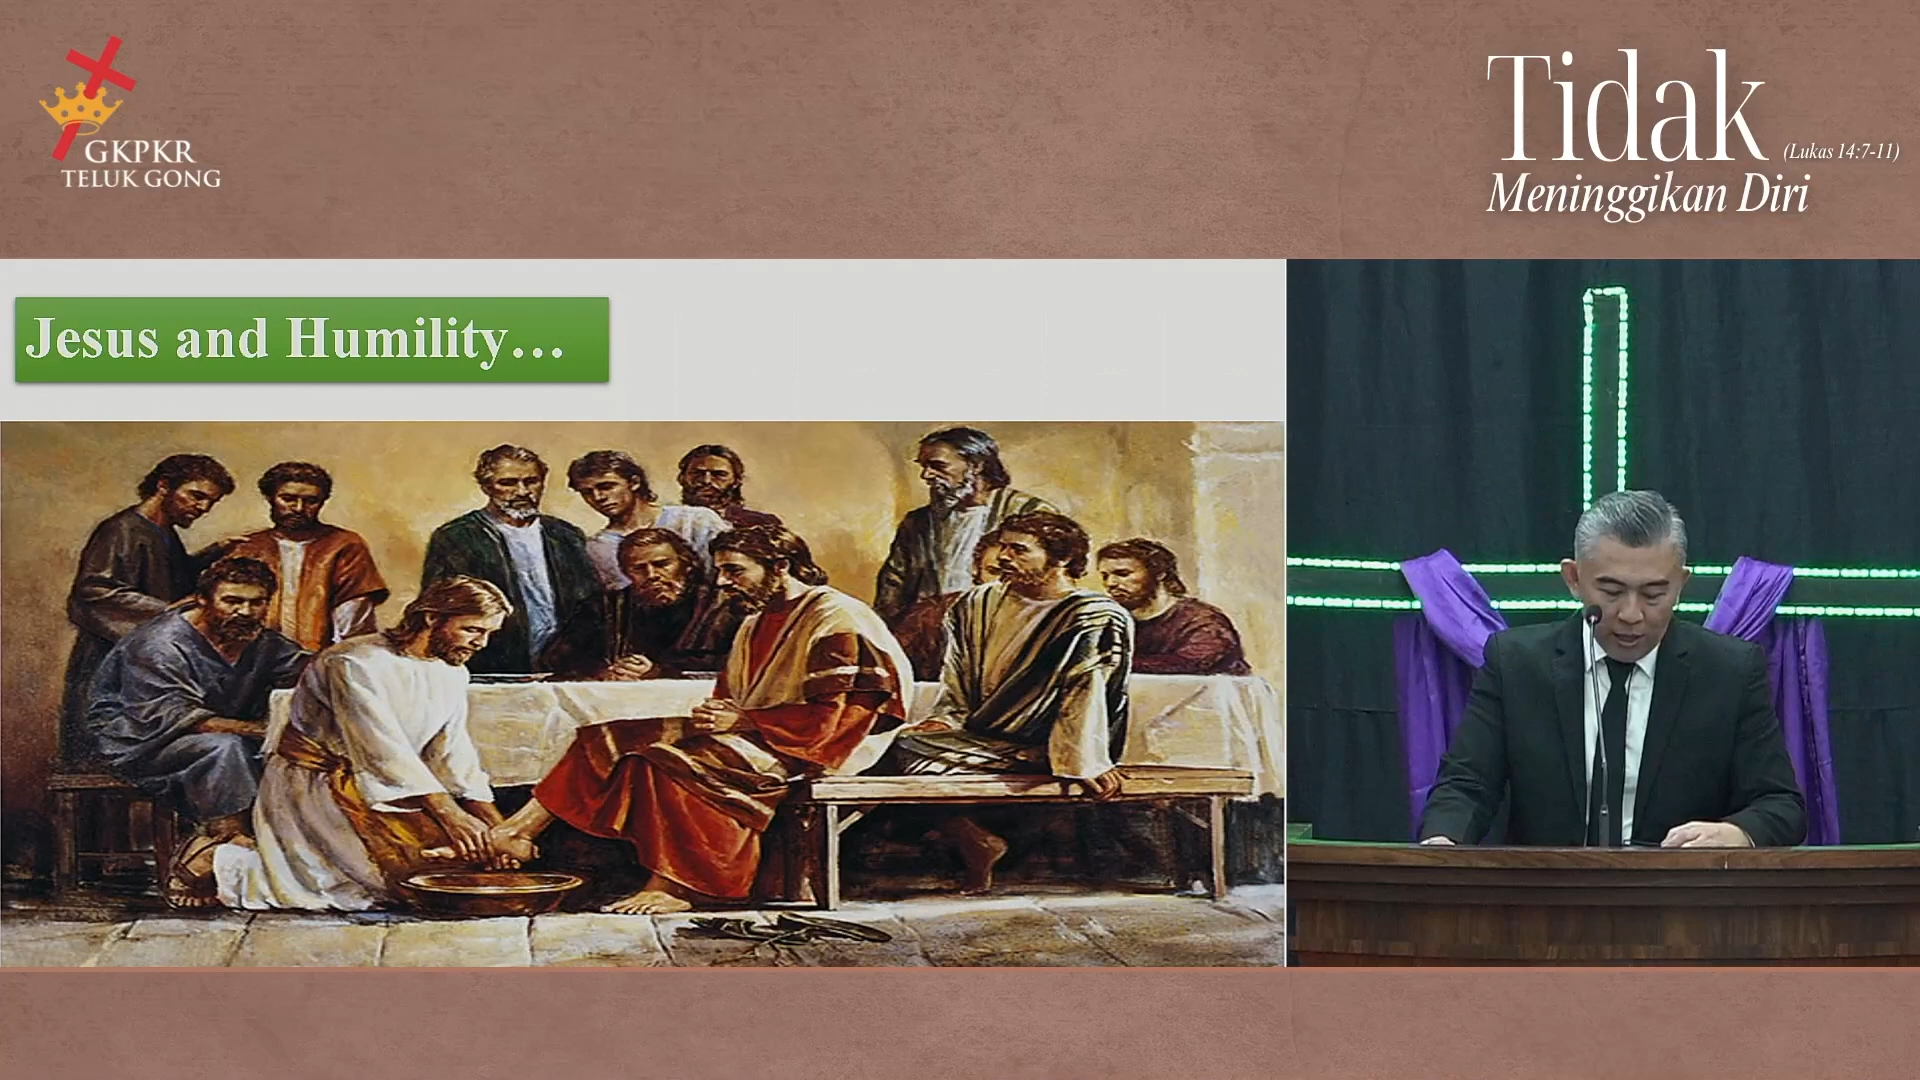 GKPKR
TELUK GONG
Tidak
(Lukas 14:7-11)
Meninggikan Diri
Jesus and Humility…